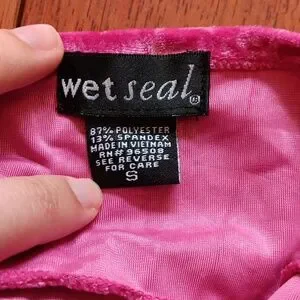 wet seal®
87% POLYESTER
13% SPANDEX
MADE IN VIETNAM
RN# 96508
SEE REVERSE
FOR CARE
S